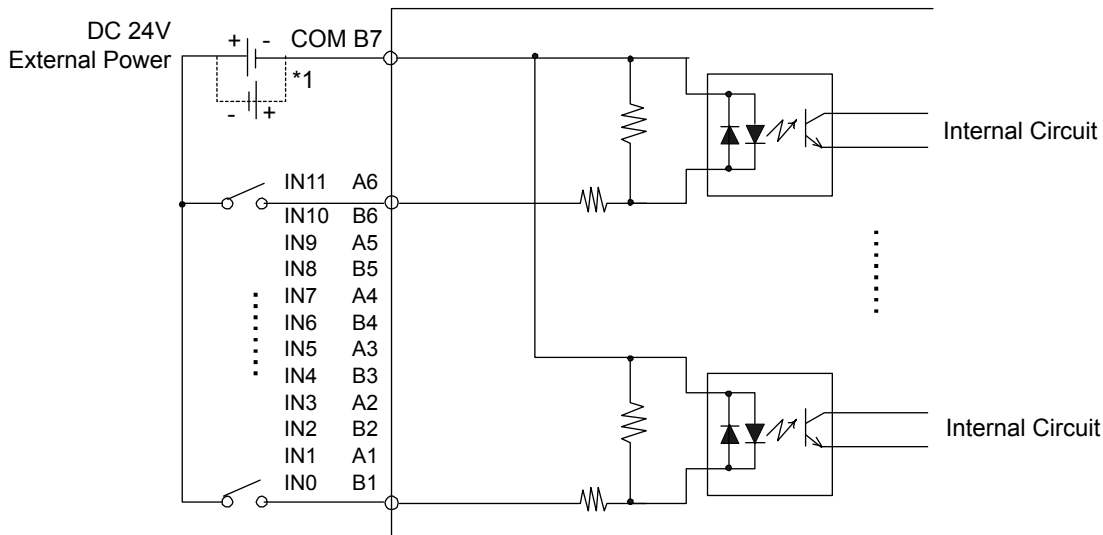 DC 24V
External Power
+ -
COM B7
*1
- +
Internal Circuit
IN11 A6
IN10 B6
IN9 A5
IN8 B5
IN7 A4
IN6 B4
IN5 A3
IN4 B3
IN3 A2
IN2 B2
IN1 A1
IN0 B1
Internal Circuit